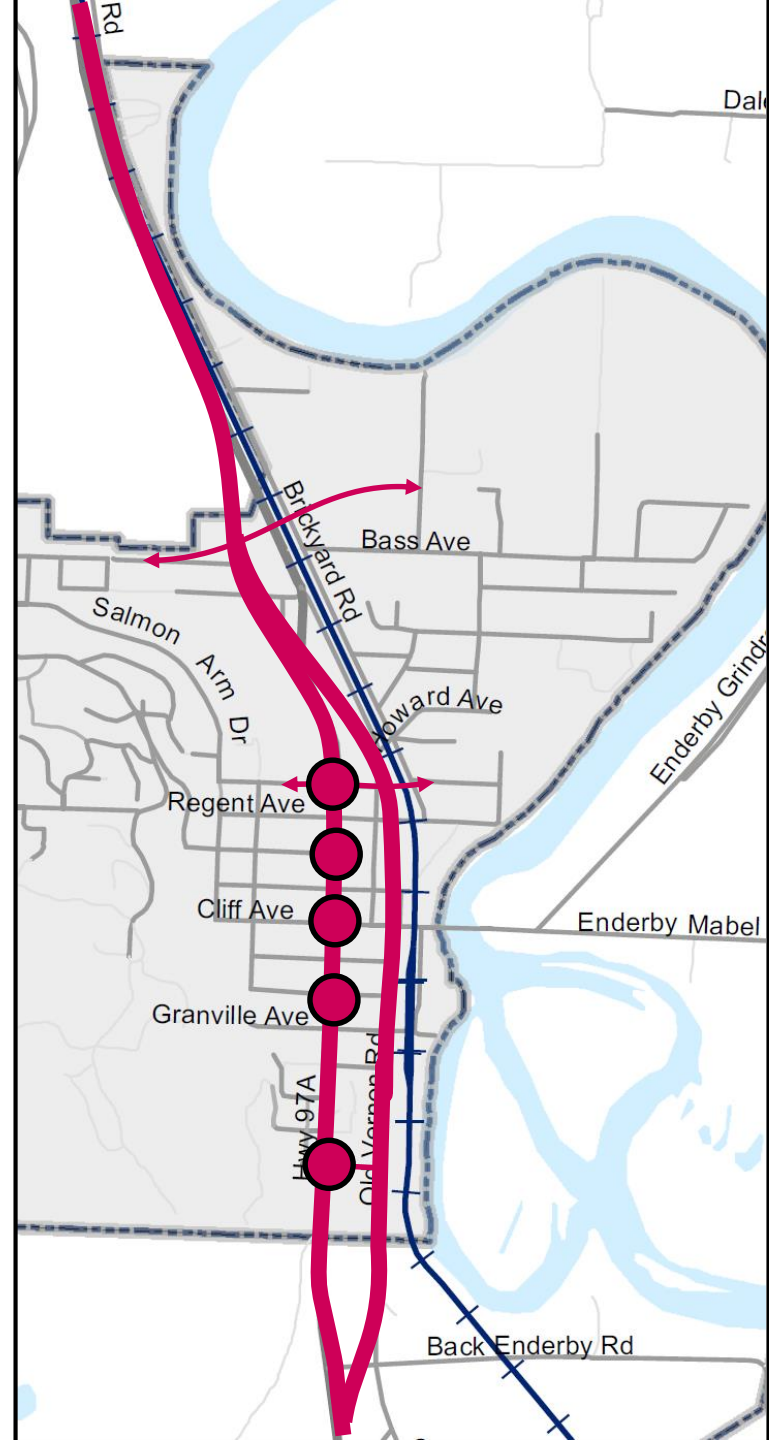 Rd
Bass Ave
Brickyard Rd
Salmon Arm Dr
Howard Ave
Enderby Grindr
Regent Ave
Cliff Ave
Enderby Mabel
Granville Ave
Hwy 97A
Old Vernon Rd
Back Enderby Rd